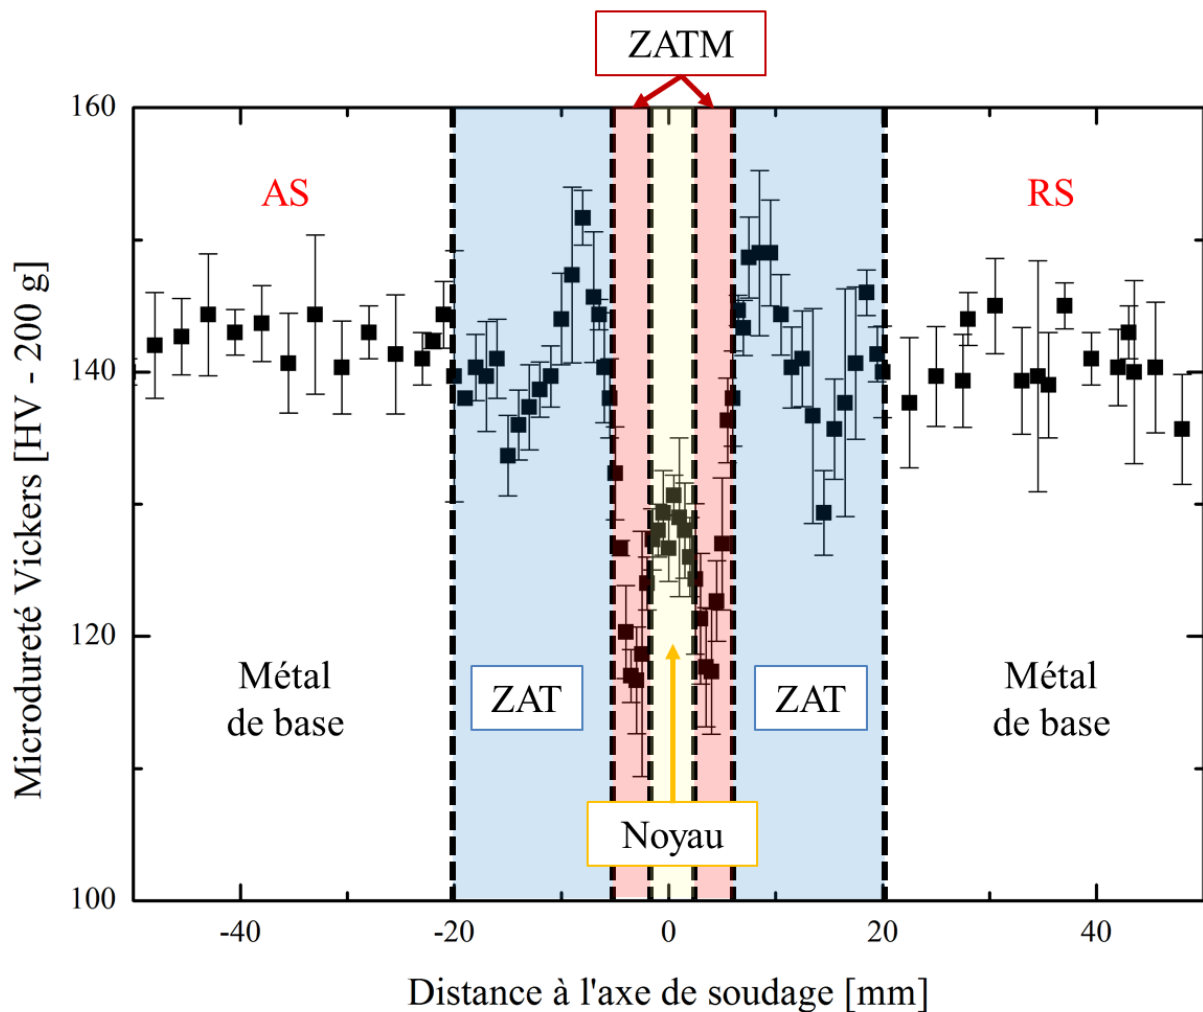 ZATM
160
AS
RS
140
Microdureté Vickers [HV - 200 g]
120
Métal
de base
ZAT
ZAT
Métal
de base
Noyau
100
-40
-20
0
20
40
Distance à l'axe de soudage [mm]